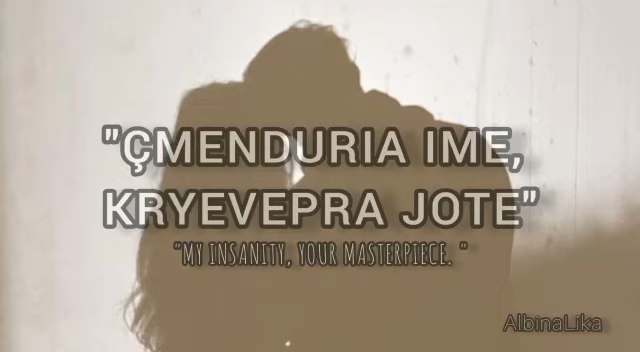 "ÇMENDURIA IME,
KRYEVEPRA JOTE"
"MY INSANITY, YOUR MASTERPIECE. "
AlbinaLika